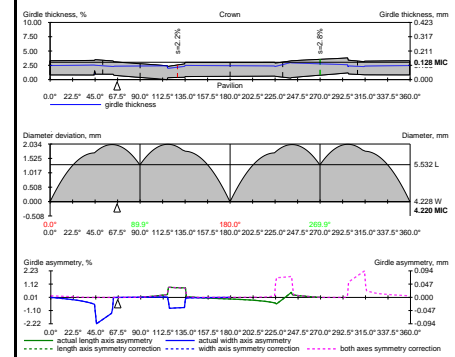 Girdle thickness, % Crown Girdle thickness, mm
10.00 0.423
7.50 s=2.2% s=2.8% 0.317
5.00 0.211
2.50 0.128 MIC
0.00 0.000
Pavilion
0.0° 22.5° 45.0° 67.5° 90.0° 112.5° 135.0° 157.5° 180.0° 202.5° 225.0° 247.5° 270.0° 292.5° 315.0° 337.5° 360.0°
girdle thickness
Diameter deviation, mm Diameter, mm
2.034
1.525 5.532 L
1.017
0.508
0.000 4.228 W
-0.508 4.220 MIC
0.0° 89.9° 180.0° 269.9°
0.0° 22.5° 45.0° 67.5° 90.0° 112.5° 135.0° 157.5° 180.0° 202.5° 225.0° 247.5° 270.0° 292.5° 315.0° 337.5° 360.0°
Girdle asymmetry, % Girdle asymmetry, mm
2.23 0.094
1.12 0.047
0.01 0.000
-1.10 -0.047
-2.22 -0.094
0.0° 22.5° 45.0° 67.5° 90.0° 112.5° 135.0° 157.5° 180.0° 202.5° 225.0° 247.5° 270.0° 292.5° 315.0° 337.5° 360.0°
actual length axis asymmetry actual width axis asymmetry
length axis asymmetry correction width axis symmetry correction both axes symmetry correction